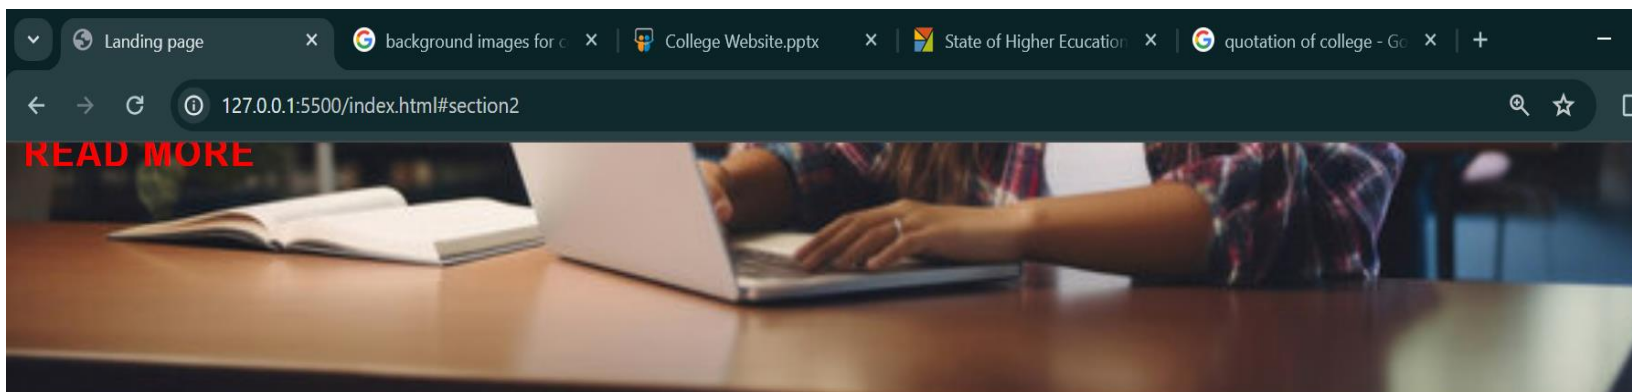 Landing page
background images for c
College Website.pptx
State of Higher Ecucation
quotation of college - Go
127.0.0.1:5500/index.html#section2
READ MORE